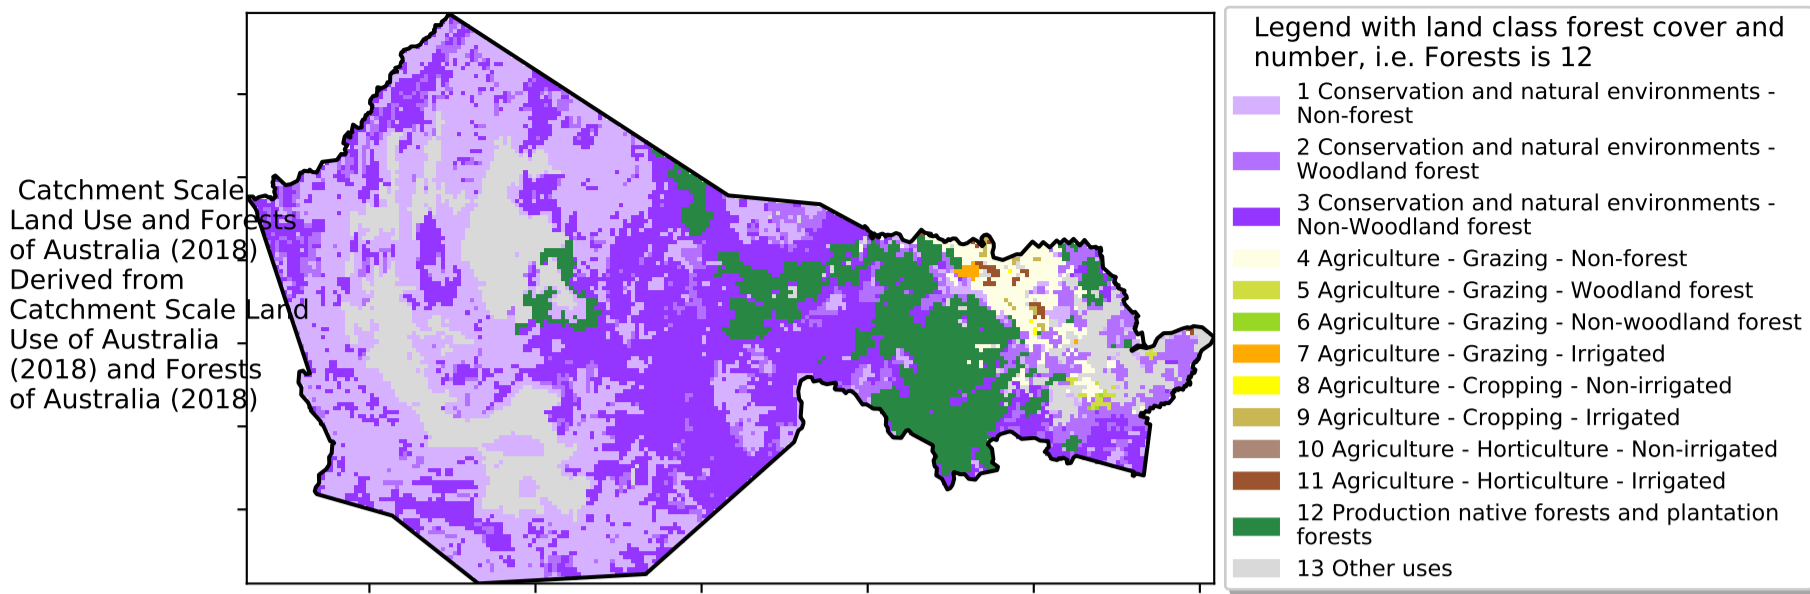 Catchment Scale
Land Use and Forests
of Australia (2018)
Derived from
Catchment Scale Land
Use of Australia
(2018) and Forests
of Australia (2018)
Legend with land class forest cover and
number, i.e. Forests is 12
1 Conservation and natural environments -
Non-forest
2 Conservation and natural environments -
Woodland forest
3 Conservation and natural environments -
Non-Woodland forest
4 Agriculture - Grazing - Non-forest
5 Agriculture - Grazing - Woodland forest
6 Agriculture - Grazing - Non-woodland forest
7 Agriculture - Grazing - Irrigated
8 Agriculture - Cropping - Non-irrigated
9 Agriculture - Cropping - Irrigated
10 Agriculture - Horticulture - Non-irrigated
11 Agriculture - Horticulture - Irrigated
12 Production native forests and plantation
forests
13 Other uses